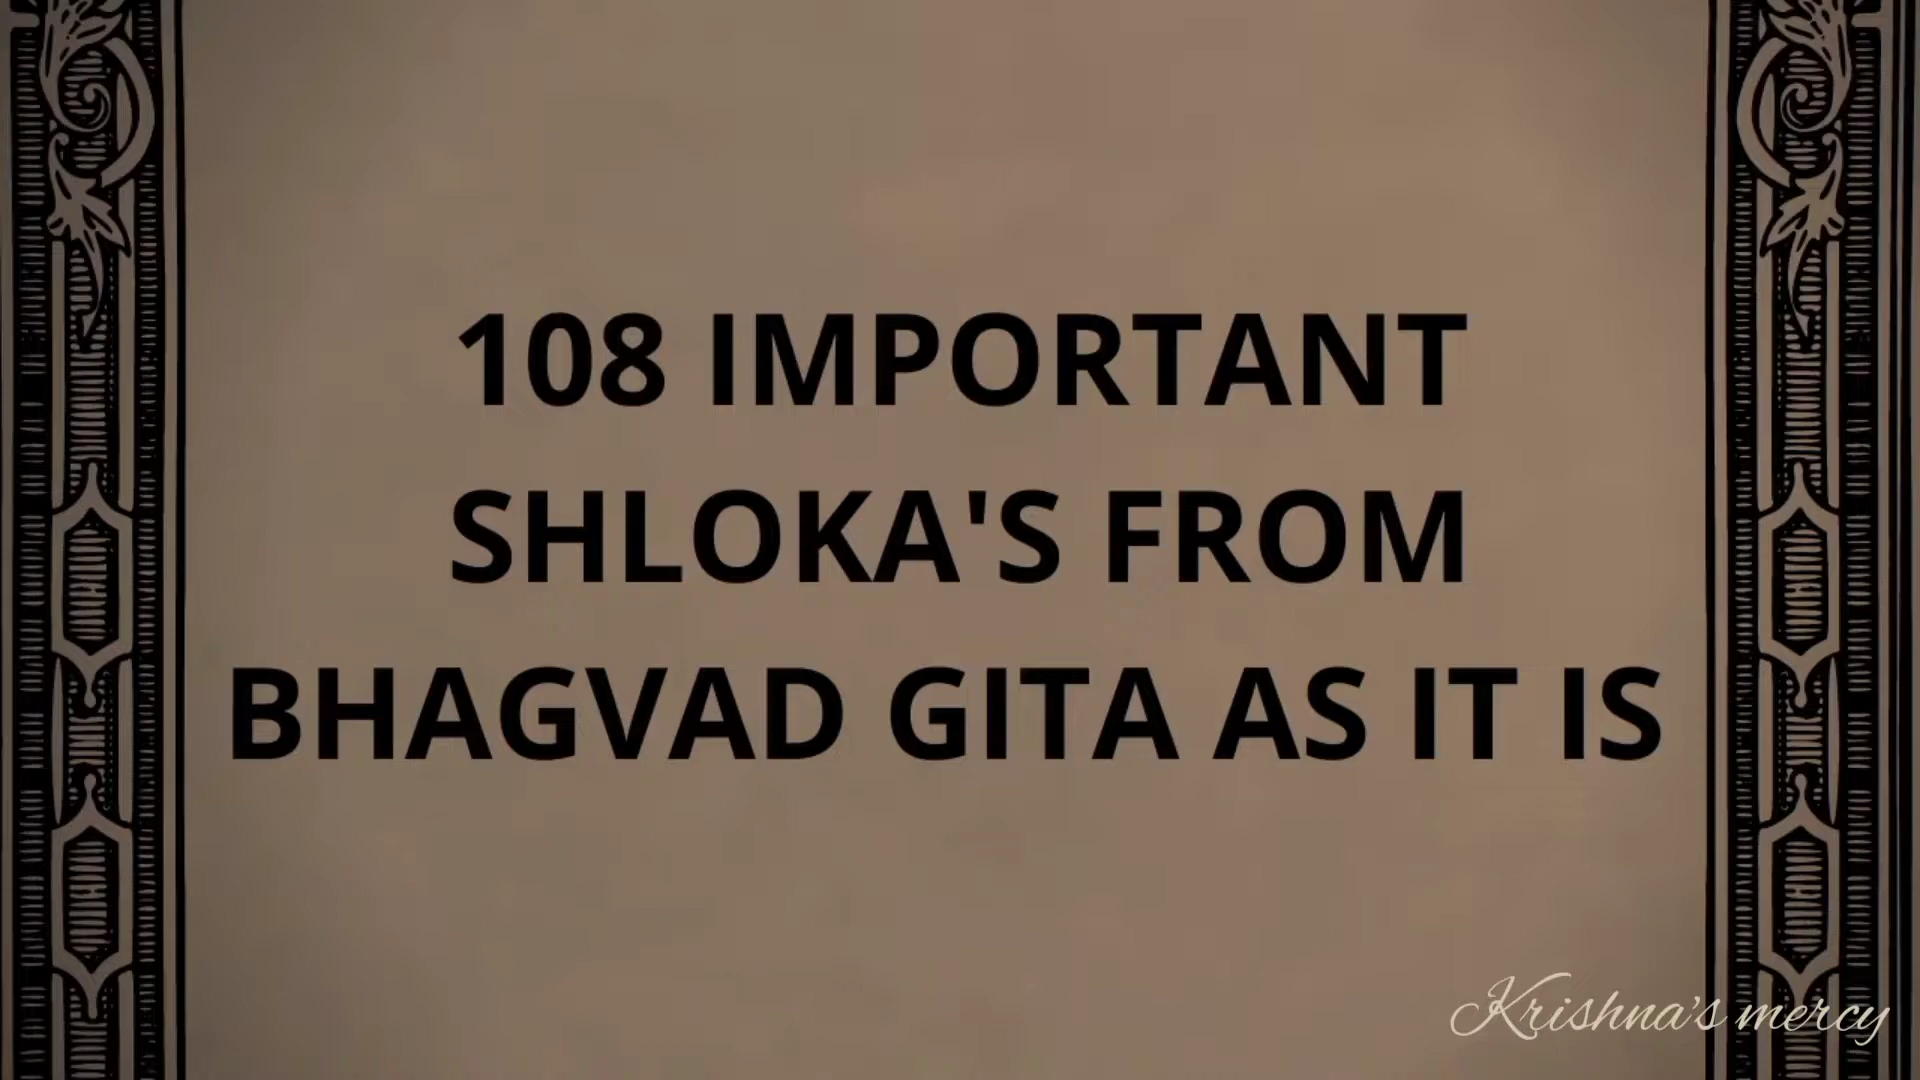 108 IMPORTANT
SHLOKA'S FROM
BHAGVAD GITA AS IT IS
Krishna's mercy